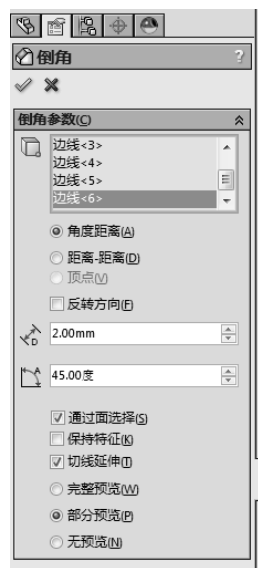 倒角
?
倒角参数(C)
边线<3>
边线<4>
边线<5>
边线<6>
角度距离(A)
距离-距离(D)
顶点(V)
反转方向(F)
D
2.00mm
A
45.00度
通过面选择(S)
保持特征(K)
切线延伸(T)
完整预览(W)
部分预览(P)
无预览(N)